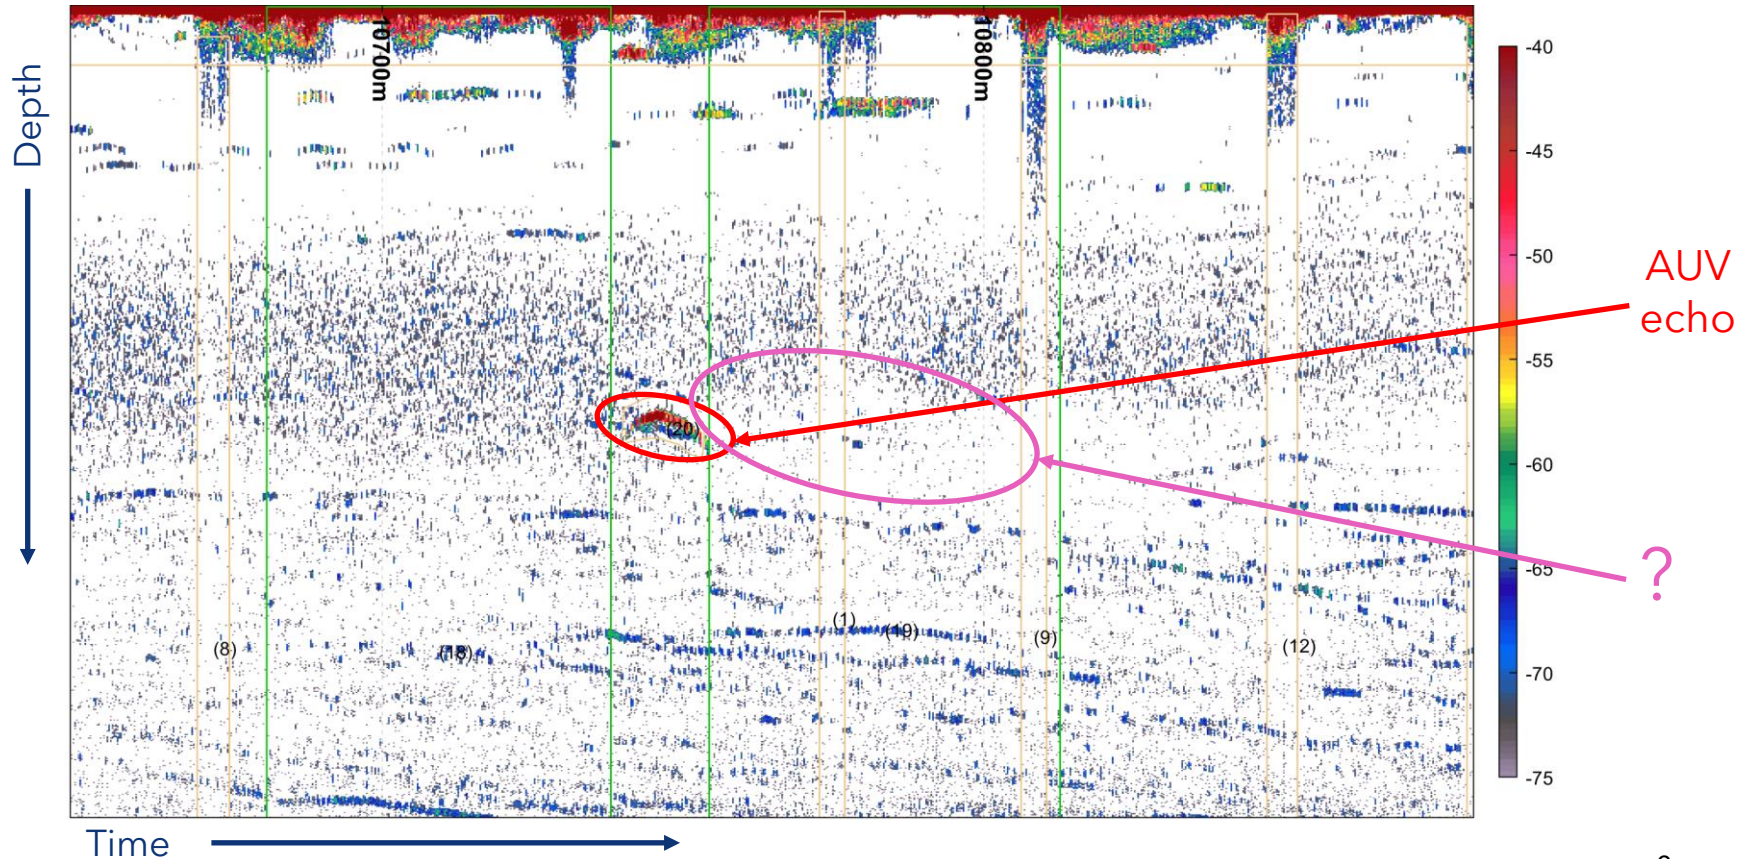 10700m
10800m
Depth
-40
-45
-50
-55
-60
-65
-70
-75
AUV
echo
?
(20)
(1)
(19)
(9)
(12)
(8)
(18)
Time